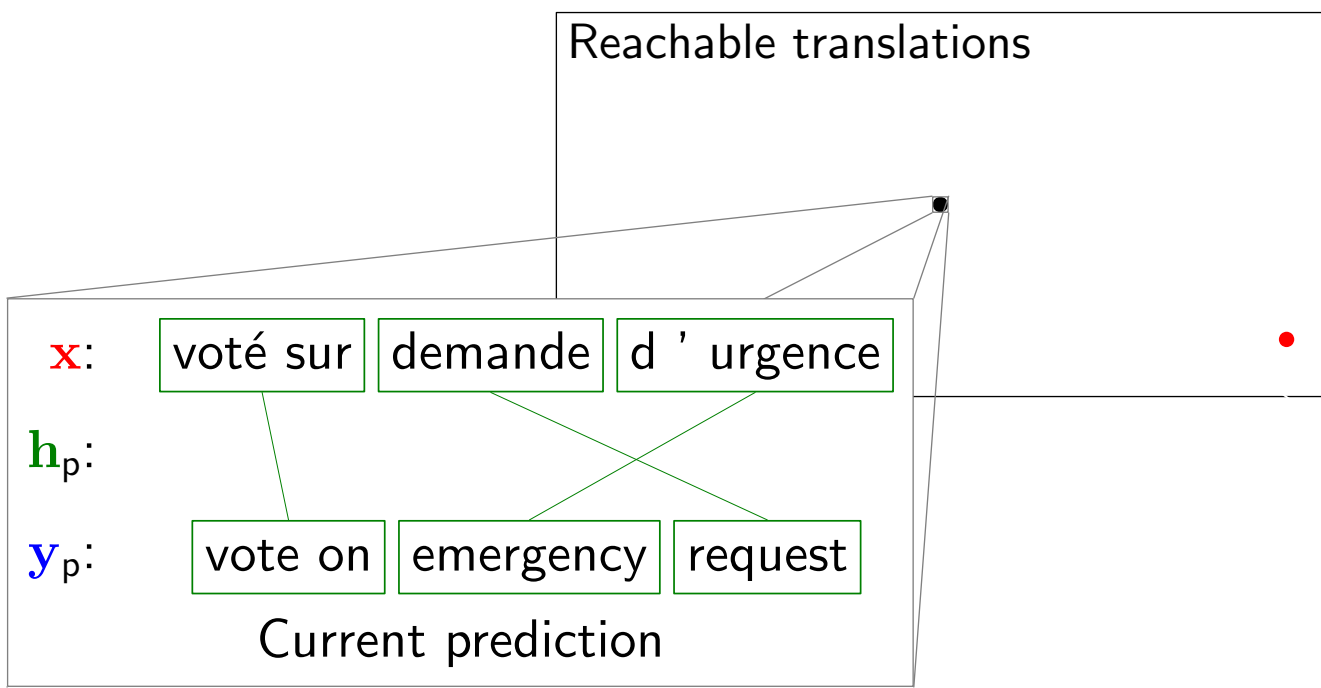 Reachable translations
x: voté sur demande d ' urgence
hp:
yp: vote on emergency request
Current prediction